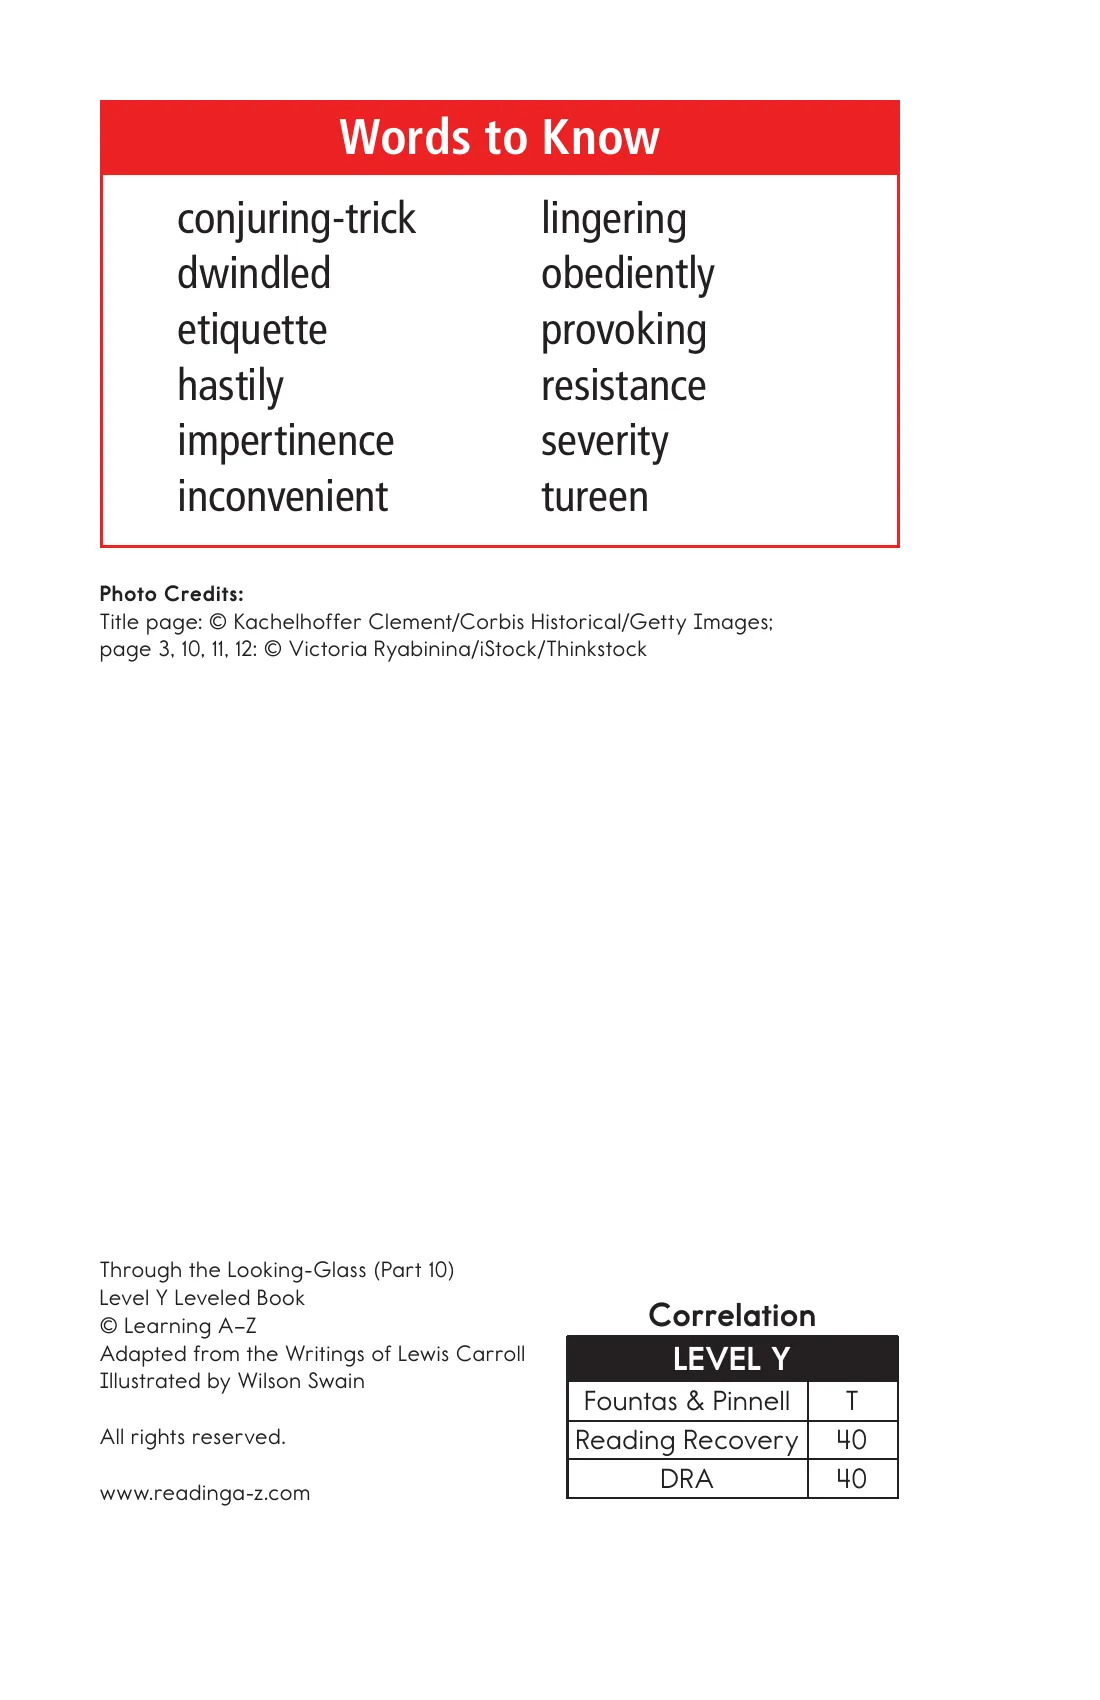 Words to Know
conjuring-trick
dwindled
etiquette
hastily
impertinence
inconvenient
lingering
obediently
provoking
resistance
severity
tureen
Photo Credits:
Title page: © Kachelhoffer Clement/Corbis Historical/Getty Images;
page 3, 10, 11, 12: © Victoria Ryabinina/iStock/Thinkstock
Through the Looking-Glass (Part 10)
Level Y Leveled Book
© Learning A–Z
Adapted from the Writings of Lewis Carroll
Illustrated by Wilson Swain
All rights reserved.
www.readinga-z.com
Correlation
LEVEL Y
Fountas & Pinnell T
Reading Recovery 40
DRA 40